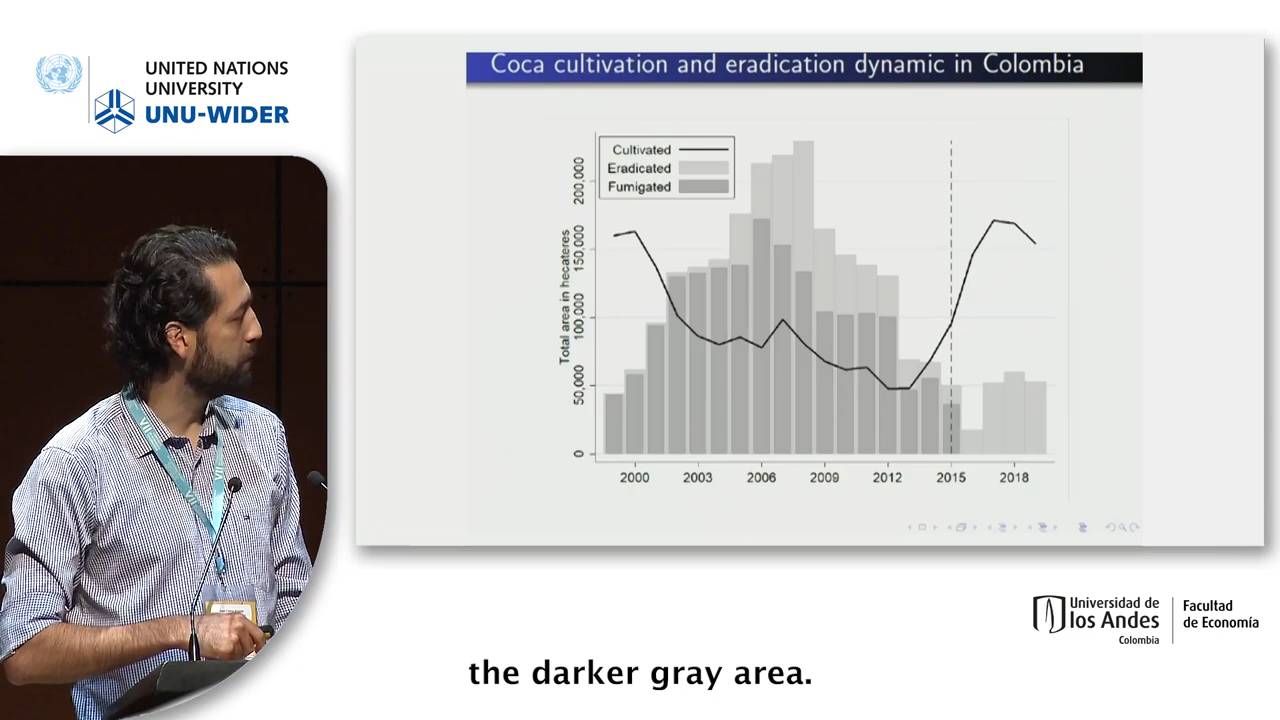 UNITED NATIONS
UNIVERSITY
UNU-WIDER
Coca cultivation and eradication dynamic in Colombia
Cultivated
Eradicated
Fumigated
Total area in hecateres
200,000
150,000
100,000
50,000
0
2000 2003 2006 2009 2012 2015 2018
VII
VII
Universidad de
los Andes
Colombia
Facultad
de Economía
the darker gray area.